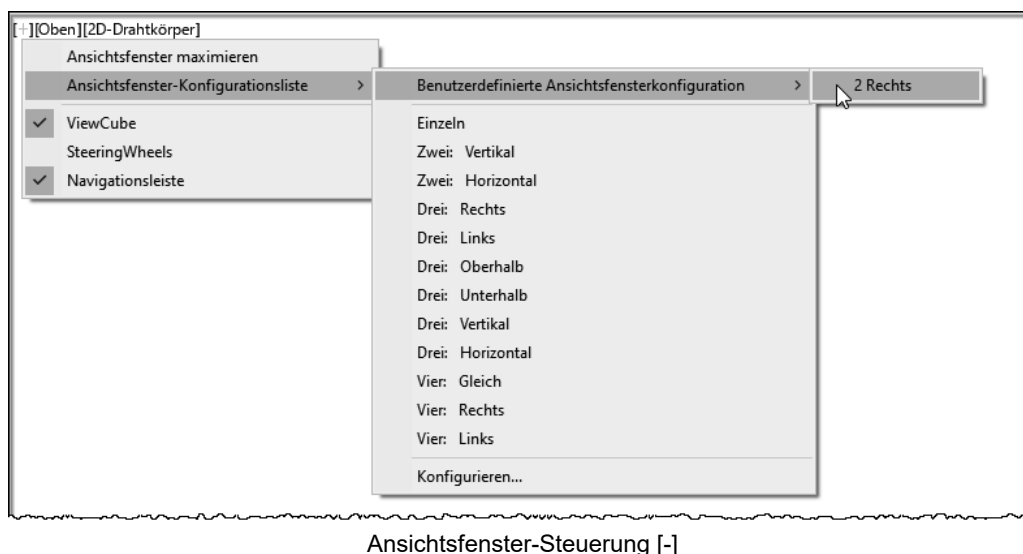 [+][Oben][2D-Drahtkörper]
Ansichtsfenster maximieren
Ansichtsfenster-Konfigurationsliste >
Benutzerdefinierte Ansichtsfensterkonfiguration >
2 Rechts
ViewCube
SteeringWheels
Navigationsleiste
Einzeln
Zwei: Vertikal
Zwei: Horizontal
Drei: Rechts
Drei: Links
Drei: Oberhalb
Drei: Unterhalb
Drei: Vertikal
Drei: Horizontal
Vier: Gleich
Vier: Rechts
Vier: Links
Konfigurieren...
Ansichtsfenster-Steuerung [-]